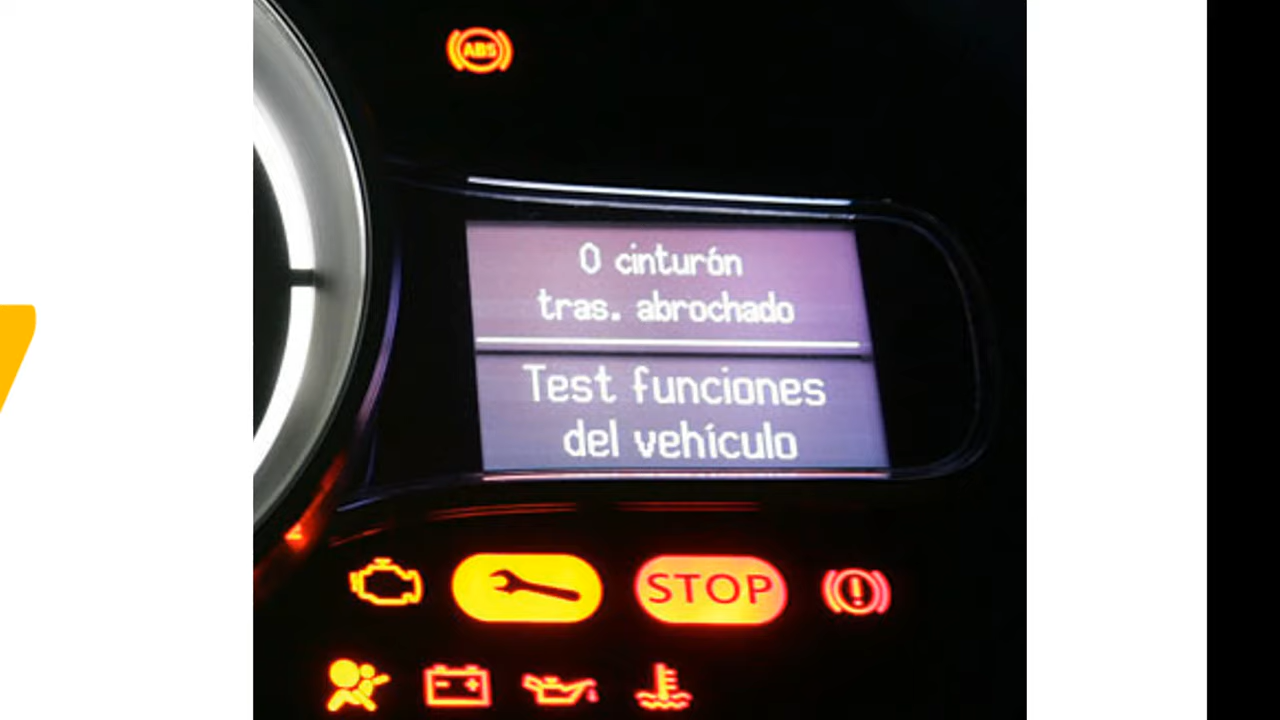 ABS
0 cinturón
tras. abrochado
Test funciones
del vehículo
STOP